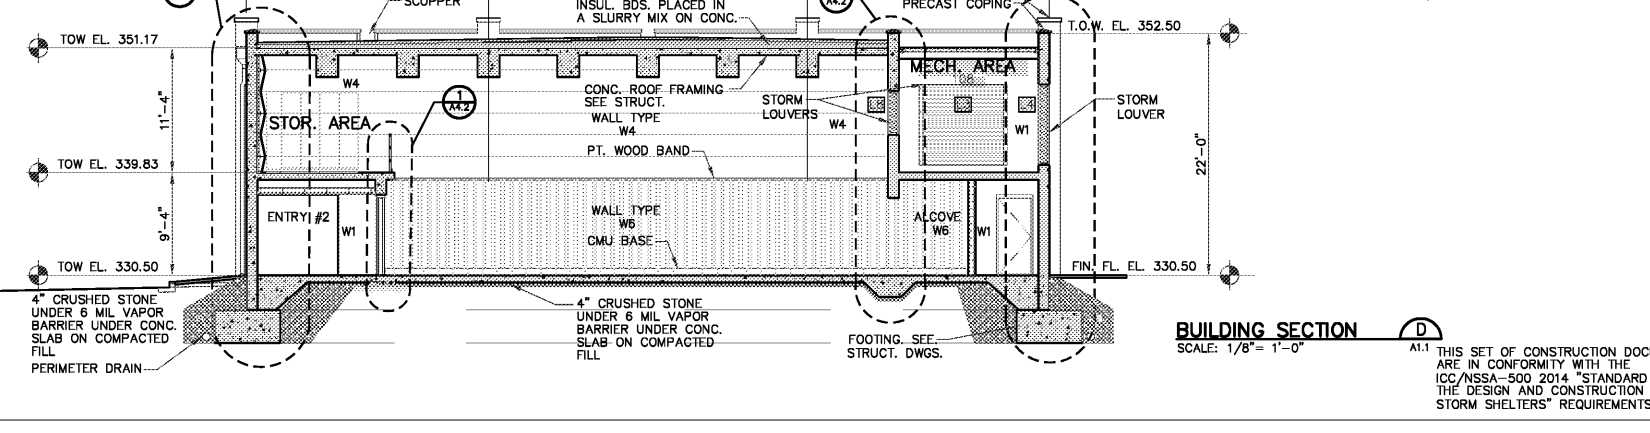 SCUPPER
INSUL. BDS. PLACED IN
A SLURRY MIX ON CONC.
A4.2
PRECAST COPING
T.O.W. EL. 352.50
TOW EL. 351.17
11'-4"
W4
STOR. AREA
1
A4.2
CONC. ROOF FRAMING
SEE STRUCT.
WALL TYPE
W4
STORM
LOUVERS
W4
MECH. AREA
L4
W1
STORM
LOUVER
22'-0"
PT. WOOD BAND
TOW EL. 339.83
9'-4"
ENTRY #2
W1
WALL TYPE
W6
CMU BASE
ALCOVE
W6
W1
TOW EL. 330.50
FIN. FL. EL. 330.50
4" CRUSHED STONE
UNDER 6 MIL VAPOR
BARRIER UNDER CONC.
SLAB ON COMPACTED
FILL
PERIMETER DRAIN
4" CRUSHED STONE
UNDER 6 MIL VAPOR
BARRIER UNDER CONC.
SLAB ON COMPACTED
FILL
FOOTING. SEE.
STRUCT. DWGS.
BUILDING SECTION
SCALE: 1/8"= 1'-0"
D
A1.1
THIS SET OF CONSTRUCTION DOC
ARE IN CONFORMITY WITH THE
ICC/NSSA-500 2014 "STANDARD
THE DESIGN AND CONSTRUCTION
STORM SHELTERS" REQUIREMENTS